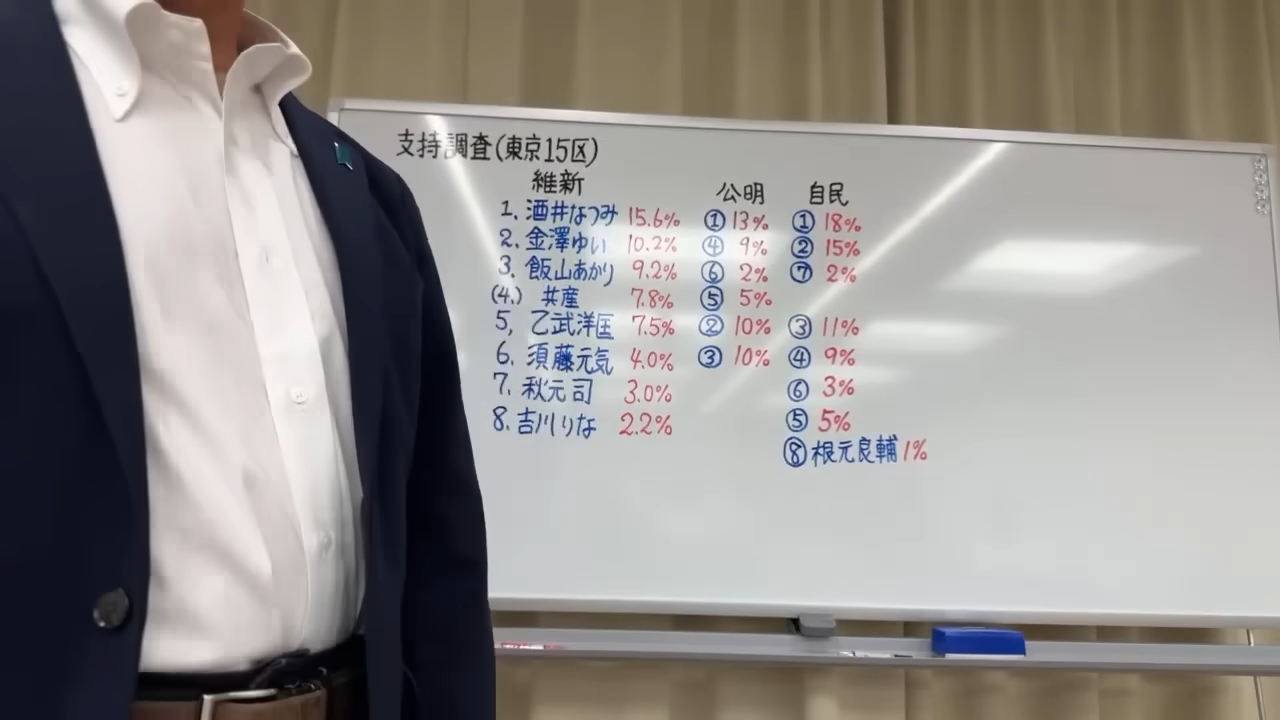 支持調査(東京15区)
維新 公明 自民
1. 酒井なつみ 15.6% ① 13% ① 18%
2. 金澤ゆい 10.2% ④ 9% ② 15%
3. 飯山あかり 9.2% ⑥ 2% ⑦ 2%
(4.) 共産 7.8% ⑤ 5%
5, 乙武洋匡 7.5% ② 10% ③ 11%
6. 須藤元気 4.0% ③ 10% ④ 9%
7. 秋元司 3.0% ⑥ 3%
8. 吉川りな 2.2% ⑤ 5%
⑧ 根元良輔 1%